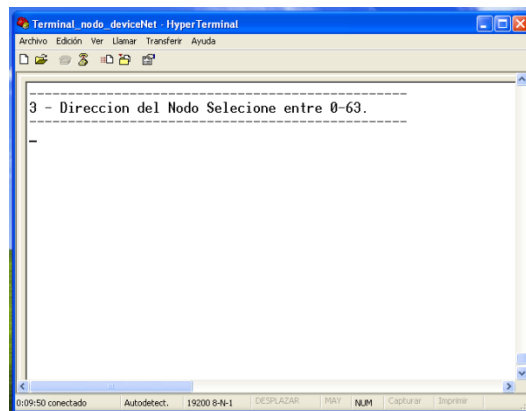 Terminal_nodo_deviceNet - HyperTerminal
Archivo Edición Ver Llamar Transferir Ayuda
----------------------------------------
3 - Direccion del Nodo Selecione entre 0-63.
----------------------------------------
_
0:09:50 conectado Autodetect. 19200 8-N-1 DESPLAZAR MAY NUM Capturar Imprimir